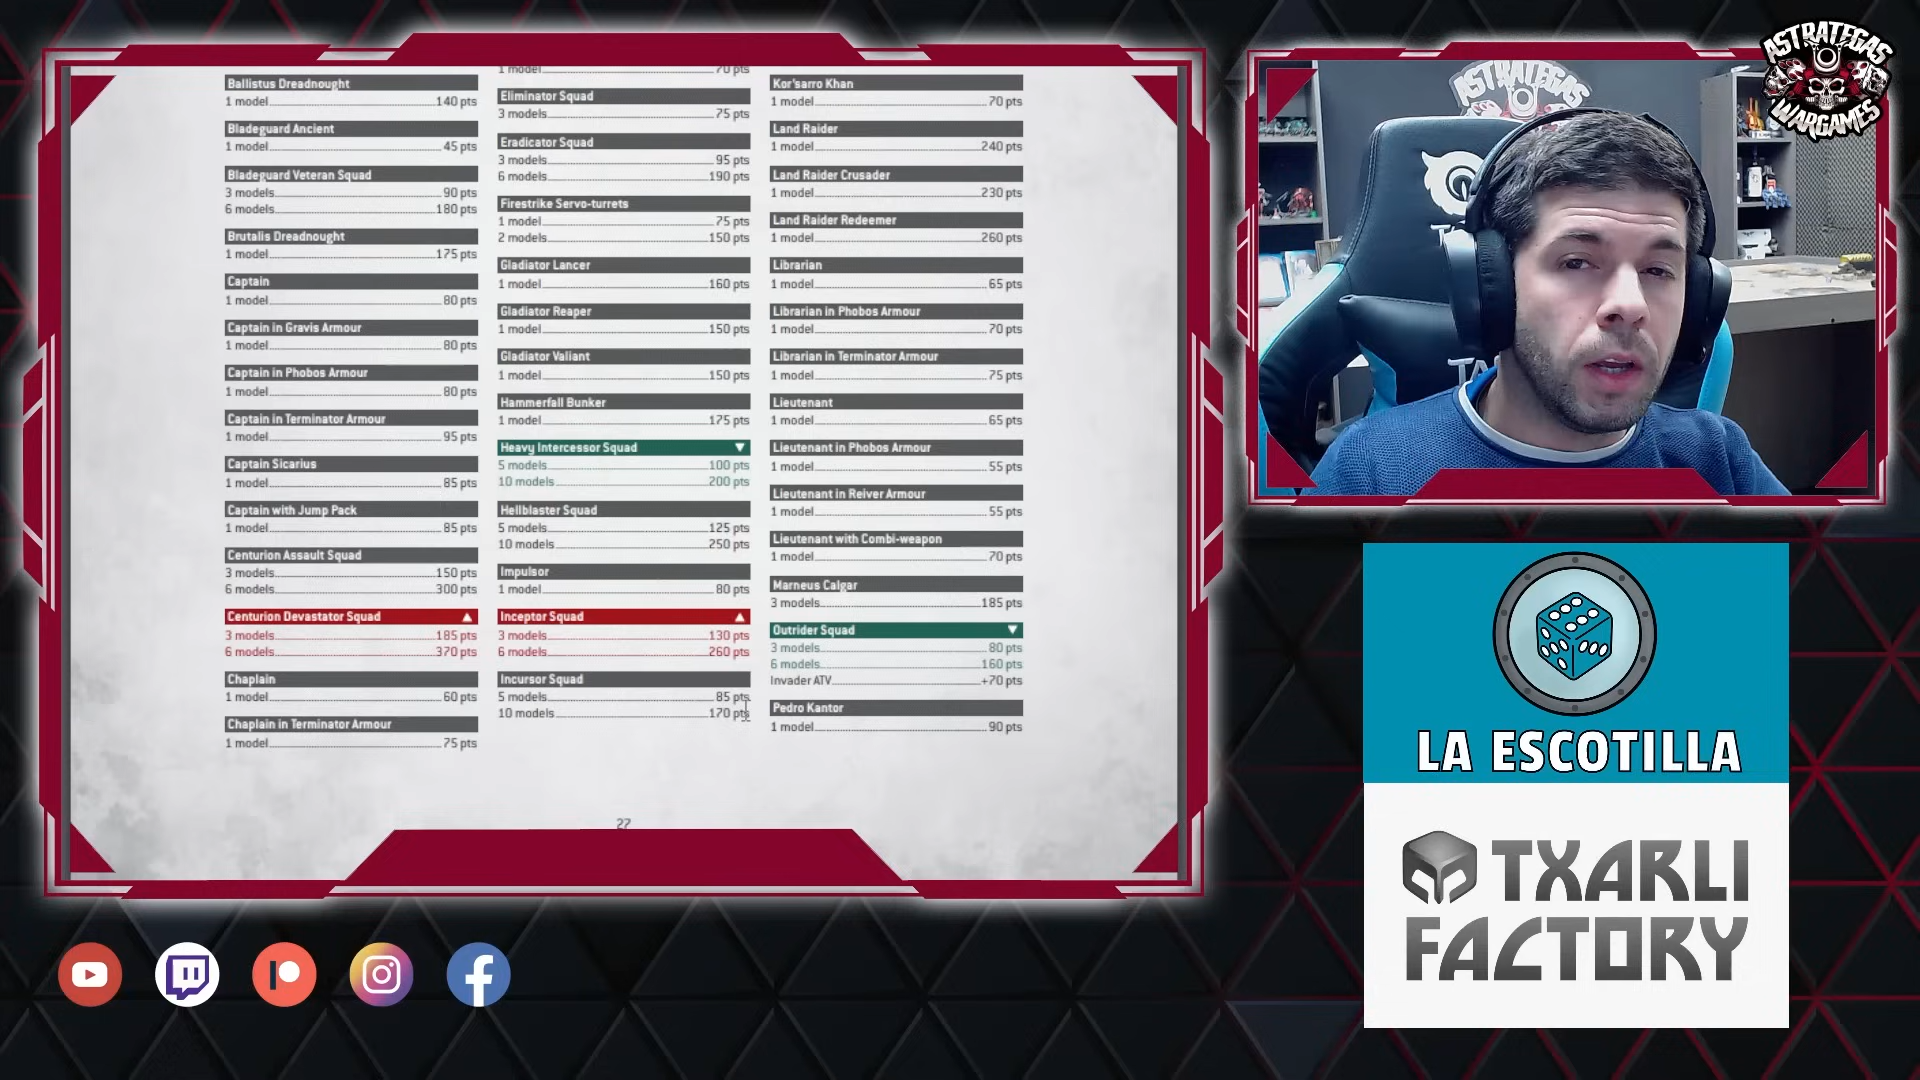 Ballistus Dreadnought
1 model 140 pts
Bladeguard Ancient
1 model 45 pts
Bladeguard Veteran Squad
3 models 90 pts
6 models 180 pts
Brutalis Dreadnought
1 model 175 pts
Captain
1 model 80 pts
Captain in Gravis Armour
1 model 80 pts
Captain in Phobos Armour
1 model 80 pts
Captain in Terminator Armour
1 model 95 pts
Captain Sicarius
1 model 85 pts
Captain with Jump Pack
1 model 85 pts
Centurion Assault Squad
3 models 150 pts
6 models 300 pts
Centurion Devastator Squad ▲
3 models 185 pts
6 models 370 pts
Chaplain
1 model 60 pts
Chaplain in Terminator Armour
1 model 75 pts
1 model 70 pts
Eliminator Squad
3 models 75 pts
Eradicator Squad
3 models 95 pts
6 models 190 pts
Firestrike Servo-turrets
1 model 75 pts
2 models 150 pts
Gladiator Lancer
1 model 160 pts
Gladiator Reaper
1 model 150 pts
Gladiator Valiant
1 model 150 pts
Hammerfall Bunker
1 model 175 pts
Heavy Intercessor Squad ▼
5 models 100 pts
10 models 200 pts
Hellblaster Squad
5 models 125 pts
10 models 250 pts
Impulsor
1 model 80 pts
Inceptor Squad ▲
3 models 130 pts
6 models 260 pts
Incursor Squad
5 models 85 pts
10 models 170 pts
Kor'sarro Khan
1 model 70 pts
Land Raider
1 model 240 pts
Land Raider Crusader
1 model 230 pts
Land Raider Redeemer
1 model 260 pts
Librarian
1 model 65 pts
Librarian in Phobos Armour
1 model 70 pts
Librarian in Terminator Armour
1 model 75 pts
Lieutenant
1 model 65 pts
Lieutenant in Phobos Armour
1 model 55 pts
Lieutenant in Reiver Armour
1 model 55 pts
Lieutenant with Combi-weapon
1 model 70 pts
Marneus Calgar
3 models 185 pts
Outrider Squad ▼
3 models 80 pts
6 models 160 pts
Invader ATV +70 pts
Pedro Kantor
1 model 90 pts
27
ASTRATEGAS
WARGAMES
ASTRATEGAS
LA ESCOTILLA
TXARLI
FACTORY